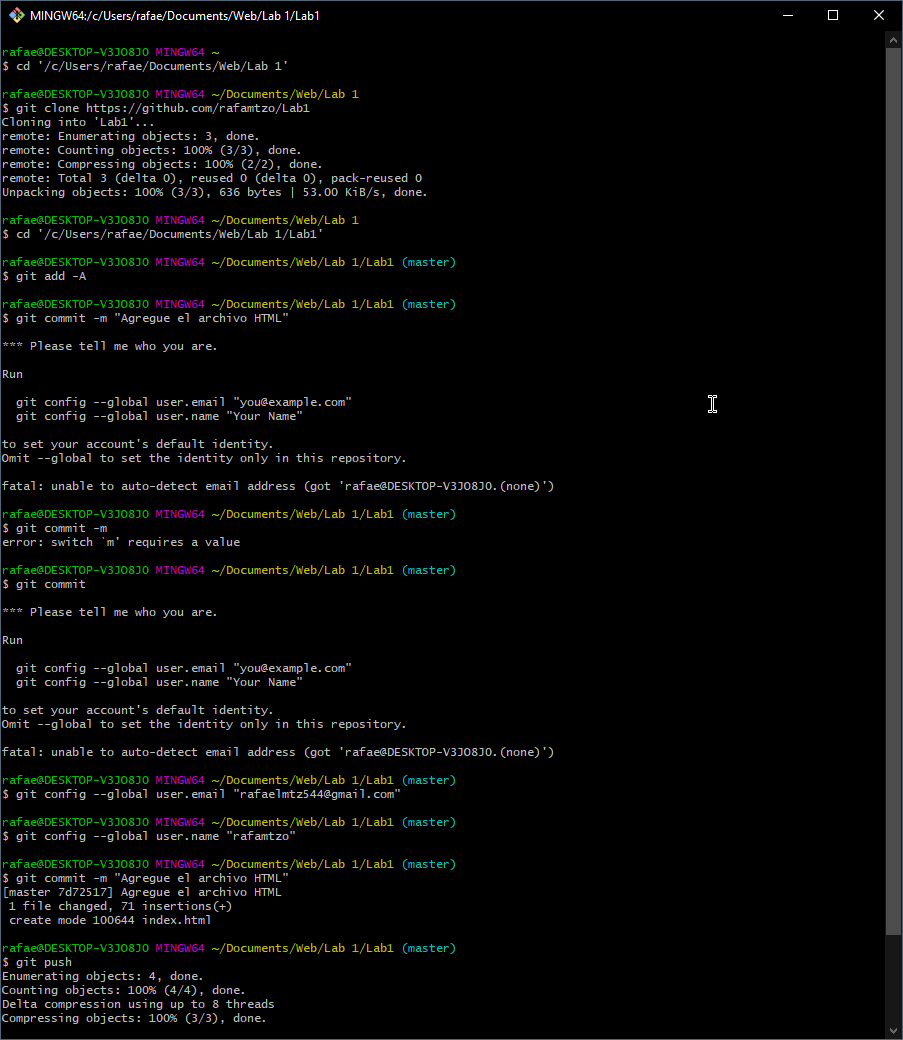 MINGW64:/c/Users/rafae/Documents/Web/Lab 1/Lab1
rafae@DESKTOP-V3JO8JO MINGW64 ~
$ cd '/c/Users/rafae/Documents/Web/Lab 1'
rafae@DESKTOP-V3JO8JO MINGW64 ~/Documents/Web/Lab 1
$ git clone https://github.com/rafamtzo/Lab1
Cloning into 'Lab1'...
remote: Enumerating objects: 3, done.
remote: Counting objects: 100% (3/3), done.
remote: Compressing objects: 100% (2/2), done.
remote: Total 3 (delta 0), reused 0 (delta 0), pack-reused 0
Unpacking objects: 100% (3/3), 636 bytes | 53.00 KiB/s, done.
rafae@DESKTOP-V3JO8JO MINGW64 ~/Documents/Web/Lab 1
$ cd '/c/Users/rafae/Documents/Web/Lab 1/Lab1'
rafae@DESKTOP-V3JO8JO MINGW64 ~/Documents/Web/Lab 1/Lab1 (master)
$ git add -A
rafae@DESKTOP-V3JO8JO MINGW64 ~/Documents/Web/Lab 1/Lab1 (master)
$ git commit -m "Agregue el archivo HTML"
*** Please tell me who you are.
Run
git config --global user.email "you@example.com"
git config --global user.name "Your Name"
to set your account's default identity.
Omit --global to set the identity only in this repository.
fatal: unable to auto-detect email address (got 'rafae@DESKTOP-V3JO8JO.(none)')
rafae@DESKTOP-V3JO8JO MINGW64 ~/Documents/Web/Lab 1/Lab1 (master)
$ git commit -m
error: switch `m' requires a value
rafae@DESKTOP-V3JO8JO MINGW64 ~/Documents/Web/Lab 1/Lab1 (master)
$ git commit
*** Please tell me who you are.
Run
git config --global user.email "you@example.com"
git config --global user.name "Your Name"
to set your account's default identity.
Omit --global to set the identity only in this repository.
fatal: unable to auto-detect email address (got 'rafae@DESKTOP-V3JO8JO.(none)')
rafae@DESKTOP-V3JO8JO MINGW64 ~/Documents/Web/Lab 1/Lab1 (master)
$ git config --global user.email "rafaelmtz544@gmail.com"
rafae@DESKTOP-V3JO8JO MINGW64 ~/Documents/Web/Lab 1/Lab1 (master)
$ git config --global user.name "rafamtzo"
rafae@DESKTOP-V3JO8JO MINGW64 ~/Documents/Web/Lab 1/Lab1 (master)
$ git commit -m "Agregue el archivo HTML"
[master 7d72517] Agregue el archivo HTML
1 file changed, 71 insertions(+)
create mode 100644 index.html
rafae@DESKTOP-V3JO8JO MINGW64 ~/Documents/Web/Lab 1/Lab1 (master)
$ git push
Enumerating objects: 4, done.
Counting objects: 100% (4/4), done.
Delta compression using up to 8 threads
Compressing objects: 100% (3/3), done.